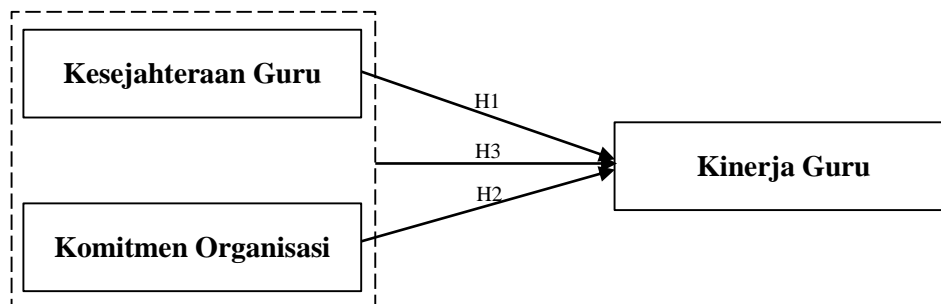 Kesejahteraan Guru
H1
H3
Kinerja Guru
H2
Komitmen Organisasi